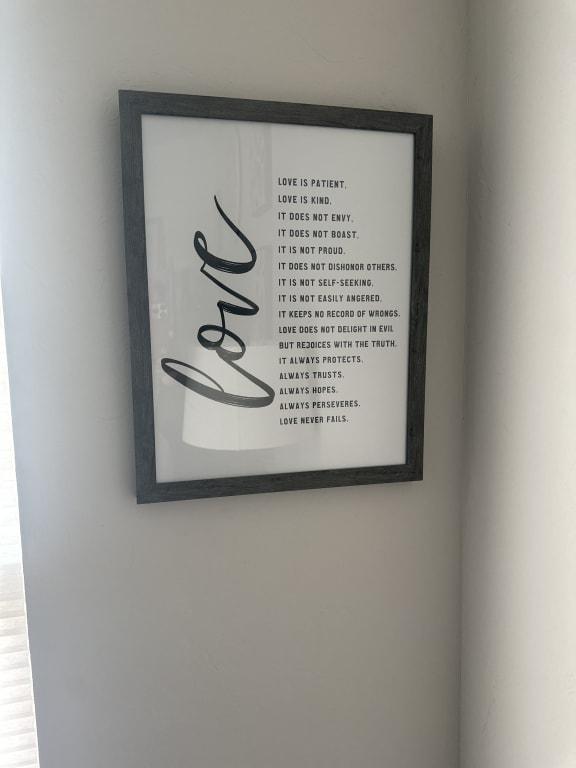 love
LOVE IS PATIENT,
LOVE IS KIND.
IT DOES NOT ENVY,
IT DOES NOT BOAST,
IT IS NOT PROUD.
IT DOES NOT DISHONOR OTHERS,
IT IS NOT SELF-SEEKING,
IT IS NOT EASILY ANGERED,
IT KEEPS NO RECORD OF WRONGS.
LOVE DOES NOT DELIGHT IN EVIL
BUT REJOICES WITH THE TRUTH.
IT ALWAYS PROTECTS,
ALWAYS TRUSTS,
ALWAYS HOPES,
ALWAYS PERSEVERES.
LOVE NEVER FAILS.